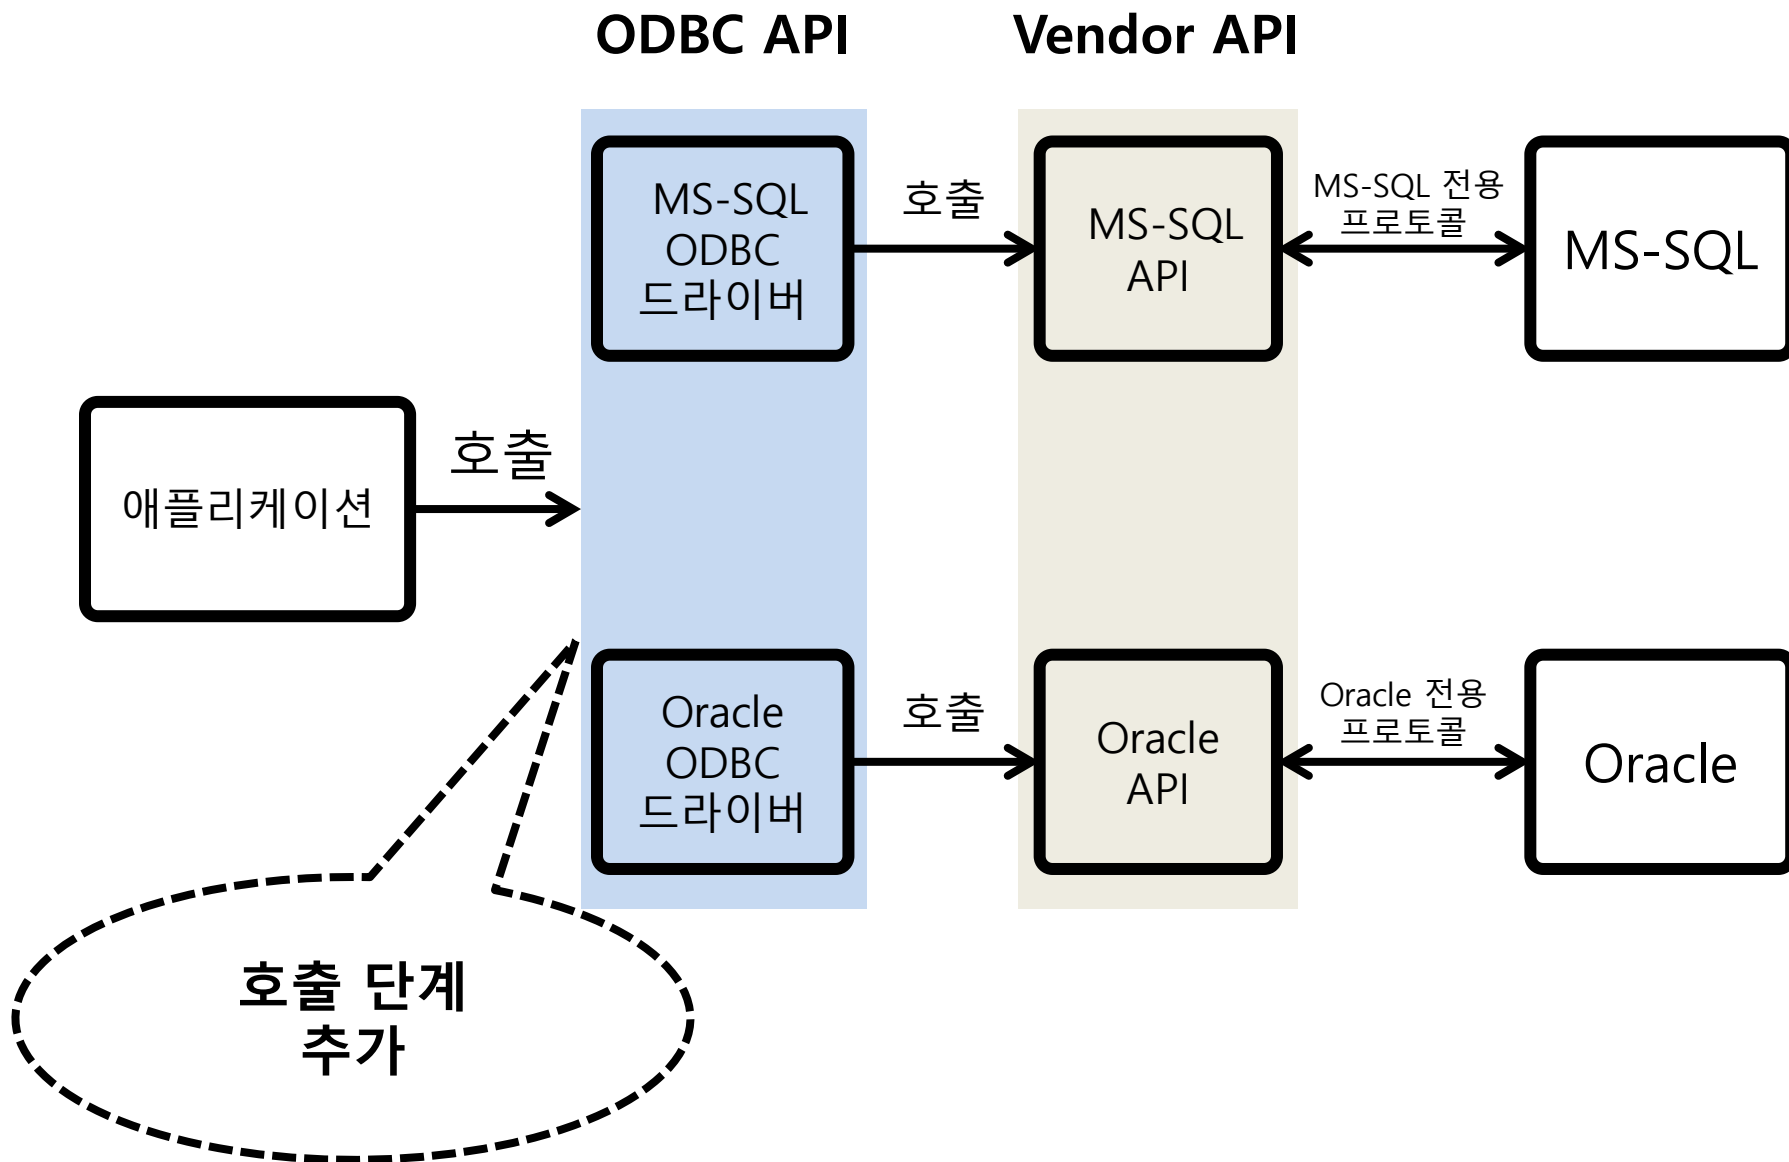 ODBC API
Vendor API
MS-SQL
ODBC
드라이버
호출
MS-SQL
API
MS-SQL 전용
프로토콜
MS-SQL
애플리케이션
호출
Oracle
ODBC
드라이버
호출
Oracle
API
Oracle 전용
프로토콜
Oracle
호출 단계
추가